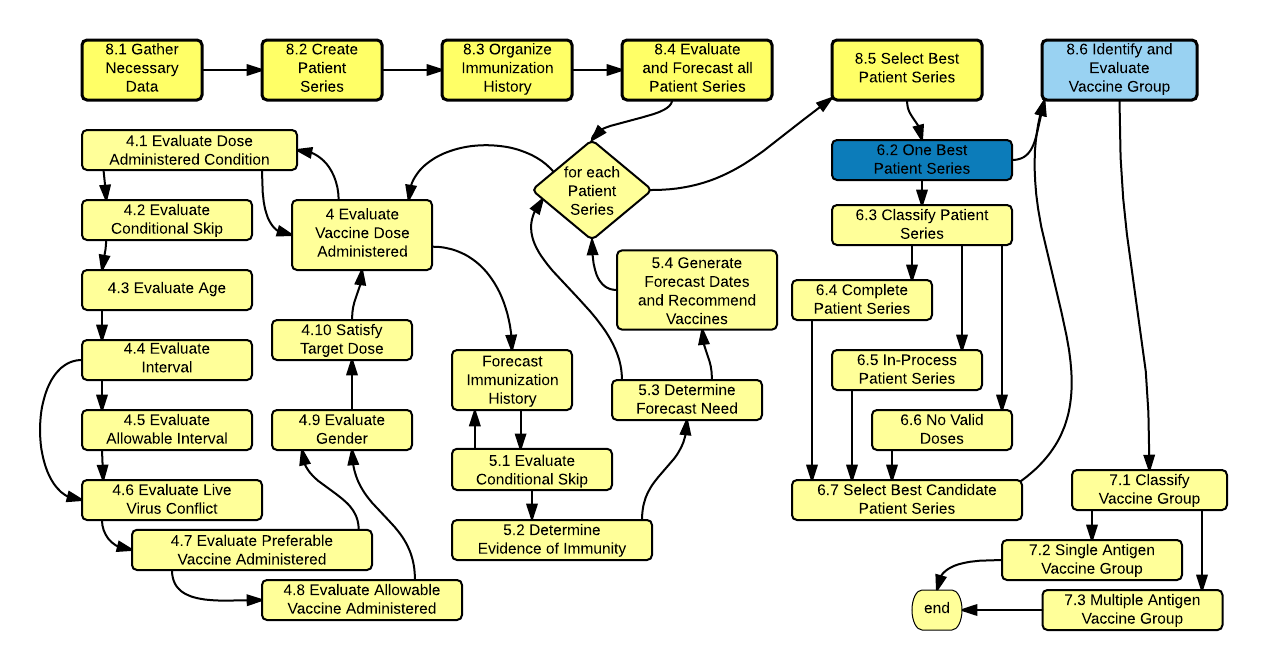 8.1 Gather
Necessary
Data
8.2 Create
Patient
Series
8.3 Organize
Immunization
History
8.4 Evaluate
and Forecast all
Patient Series
8.5 Select Best
Patient Series
8.6 Identify and
Evaluate
Vaccine Group
4.1 Evaluate Dose
Administered Condition
4.2 Evaluate
Conditional Skip
4.3 Evaluate Age
4.4 Evaluate
Interval
4.5 Evaluate
Allowable Interval
4.6 Evaluate Live
Virus Conflict
4.7 Evaluate Preferable
Vaccine Administered
4.8 Evaluate Allowable
Vaccine Administered
4.9 Evaluate
Gender
4.10 Satisfy
Target Dose
4 Evaluate
Vaccine Dose
Administered
for each
Patient
Series
Forecast
Immunization
History
5.1 Evaluate
Conditional Skip
5.2 Determine
Evidence of Immunity
5.3 Determine
Forecast Need
5.4 Generate
Forecast Dates
and Recommend
Vaccines
6.2 One Best
Patient Series
6.3 Classify Patient
Series
6.4 Complete
Patient Series
6.5 In-Process
Patient Series
6.6 No Valid
Doses
6.7 Select Best Candidate
Patient Series
7.1 Classify
Vaccine Group
7.2 Single Antigen
Vaccine Group
7.3 Multiple Antigen
Vaccine Group
end